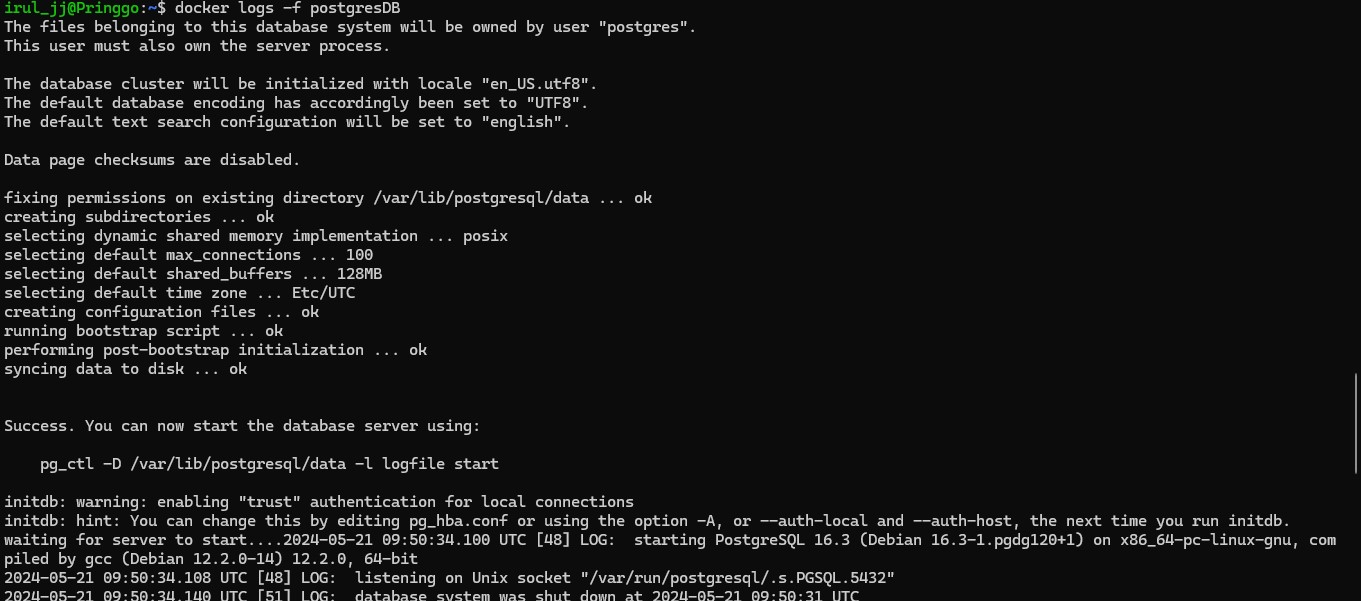 irul_jj@Pringgo:~$ docker logs -f postgresDB
The files belonging to this database system will be owned by user "postgres".
This user must also own the server process.
The database cluster will be initialized with locale "en_US.utf8".
The default database encoding has accordingly been set to "UTF8".
The default text search configuration will be set to "english".
Data page checksums are disabled.
fixing permissions on existing directory /var/lib/postgresql/data ... ok
creating subdirectories ... ok
selecting dynamic shared memory implementation ... posix
selecting default max_connections ... 100
selecting default shared_buffers ... 128MB
selecting default time zone ... Etc/UTC
creating configuration files ... ok
running bootstrap script ... ok
performing post-bootstrap initialization ... ok
syncing data to disk ... ok
Success. You can now start the database server using:
pg_ctl -D /var/lib/postgresql/data -l logfile start
initdb: warning: enabling "trust" authentication for local connections
initdb: hint: You can change this by editing pg_hba.conf or using the option -A, or --auth-local and --auth-host, the next time you run initdb.
waiting for server to start....2024-05-21 09:50:34.100 UTC [48] LOG:  starting PostgreSQL 16.3 (Debian 16.3-1.pgdg120+1) on x86_64-pc-linux-gnu, com
piled by gcc (Debian 12.2.0-14) 12.2.0, 64-bit
2024-05-21 09:50:34.108 UTC [48] LOG:  listening on Unix socket "/var/run/postgresql/.s.PGSQL.5432"
2024-05-21 09:50:34.140 UTC [51] LOG:  database system was shut down at 2024-05-21 09:50:31 UTC